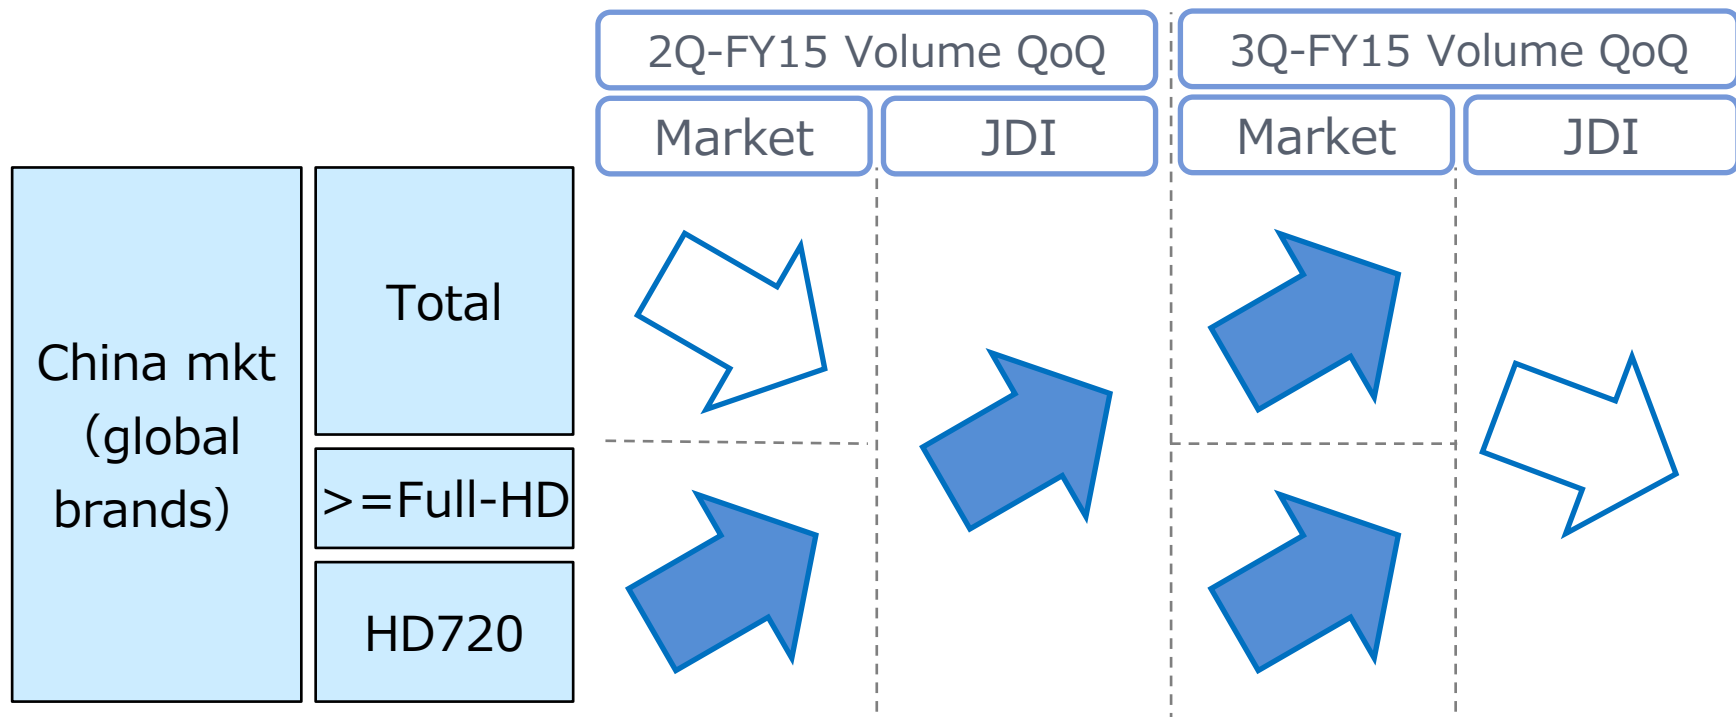 2Q-FY15 Volume QoQ
3Q-FY15 Volume QoQ
Market
JDI
Market
JDI
China mkt
（global
brands）
Total
>=Full-HD
HD720